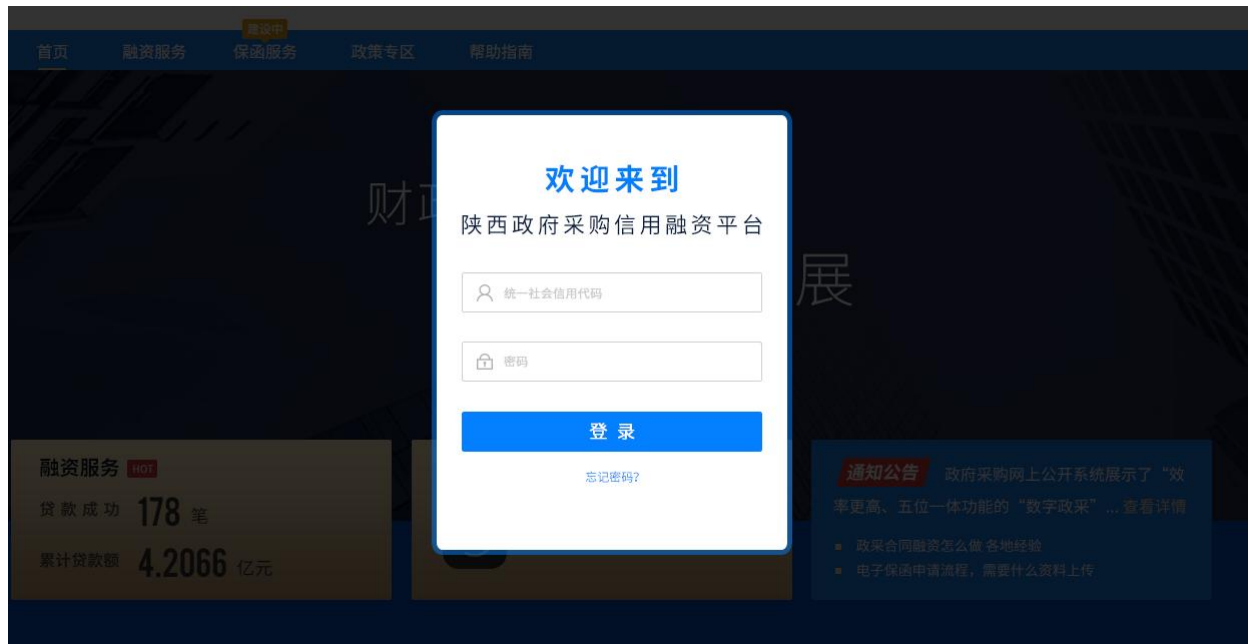 建设中
首页 融资服务 保函服务 政策专区 帮助指南
财政
展
欢迎来到
陕西政府采购信用融资平台
统一社会信用代码
密码
登录
忘记密码?
融资服务 HOT
贷款成功 178 笔
累计贷款额 4.2066 亿元
通知公告 政府采购网上公开系统展示了“效
率更高、五位一体功能的“数字政采”...查看详情
政采合同融资怎么做 各地经验
电子保函申请流程，需要什么资料上传